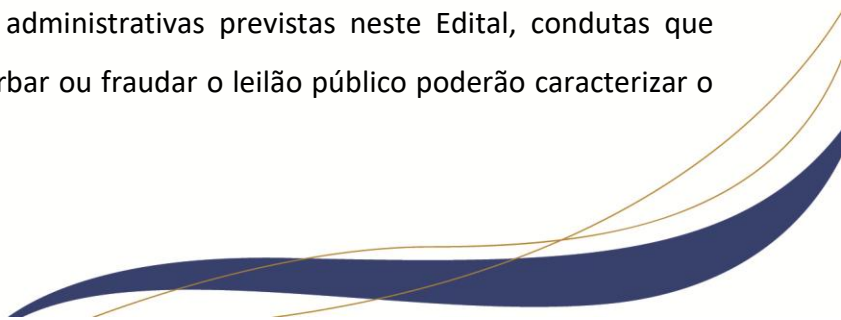 administrativas previstas neste Edital, condutas que
rbar ou fraudar o leilão público poderão caracterizar o